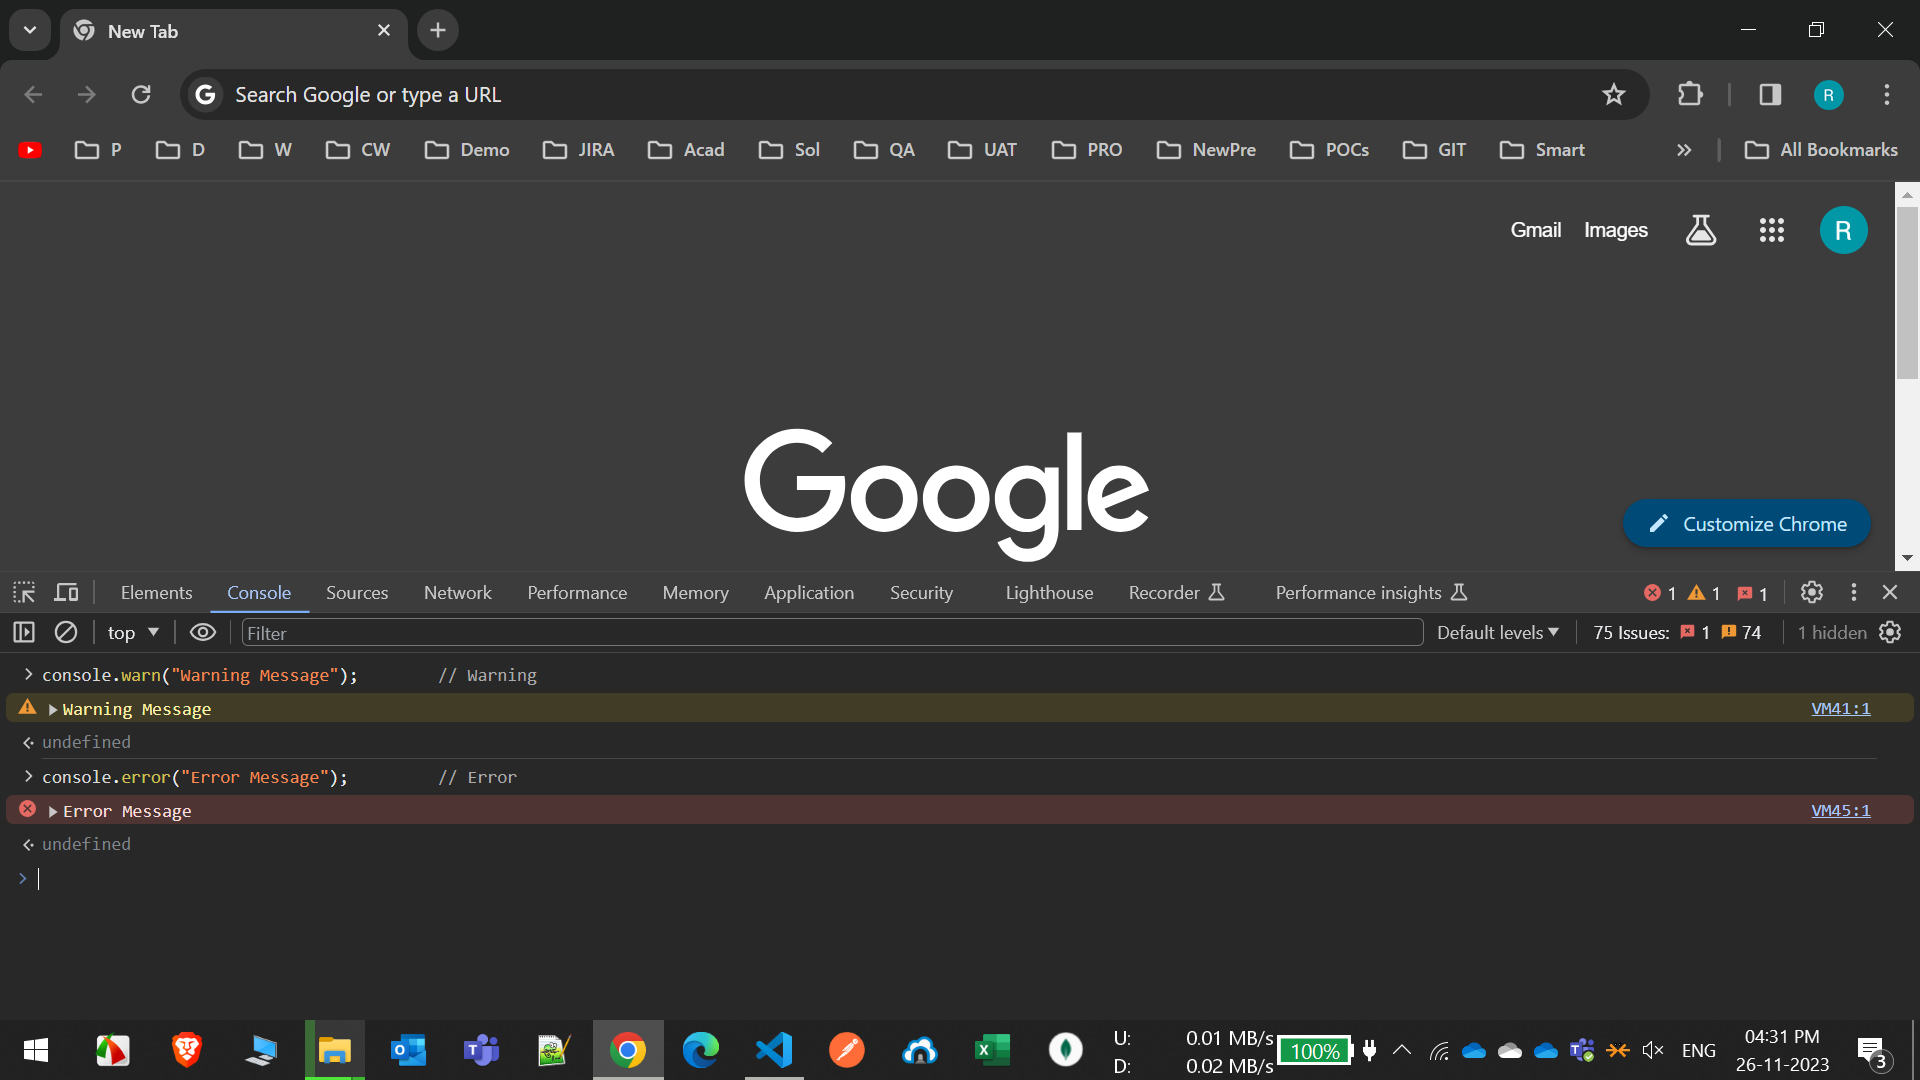 New Tab
Search Google or type a URL
R
P D W CW Demo JIRA Acad Sol QA UAT PRO NewPre POCs GIT Smart » All Bookmarks
Gmail Images R
Google
Customize Chrome
Elements Console Sources Network Performance Memory Application Security Lighthouse Recorder Performance insights 1 1 1
top Filter Default levels 75 Issues: 1 74 1 hidden
> console.warn("Warning Message"); // Warning
Warning Message VM41:1
undefined
> console.error("Error Message"); // Error
Error Message VM45:1
undefined
>
U: 0.01 MB/s
D: 0.02 MB/s
100%
ENG
04:31 PM
26-11-2023
3